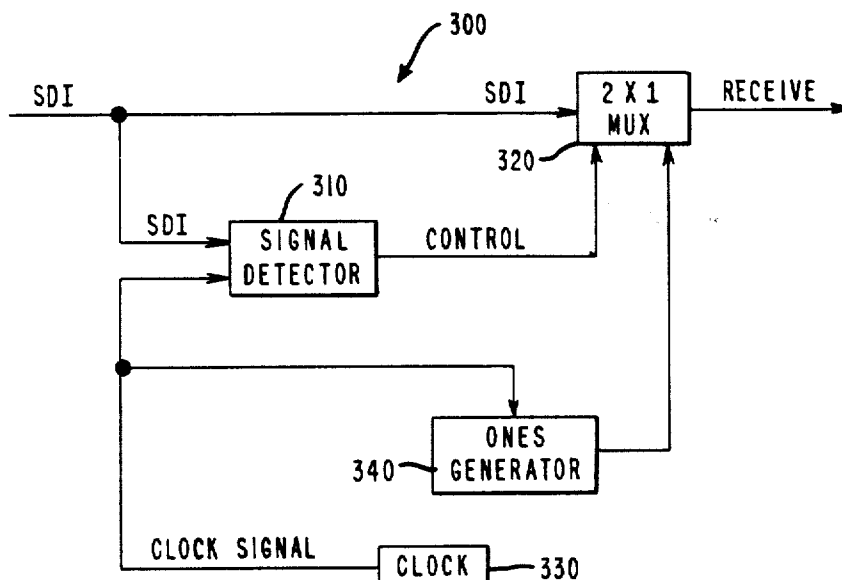 300
SDI
SDI
2 X 1
MUX
RECEIVE
320
310
SDI
SIGNAL
DETECTOR
CONTROL
ONES
GENERATOR
340
CLOCK SIGNAL
CLOCK
330